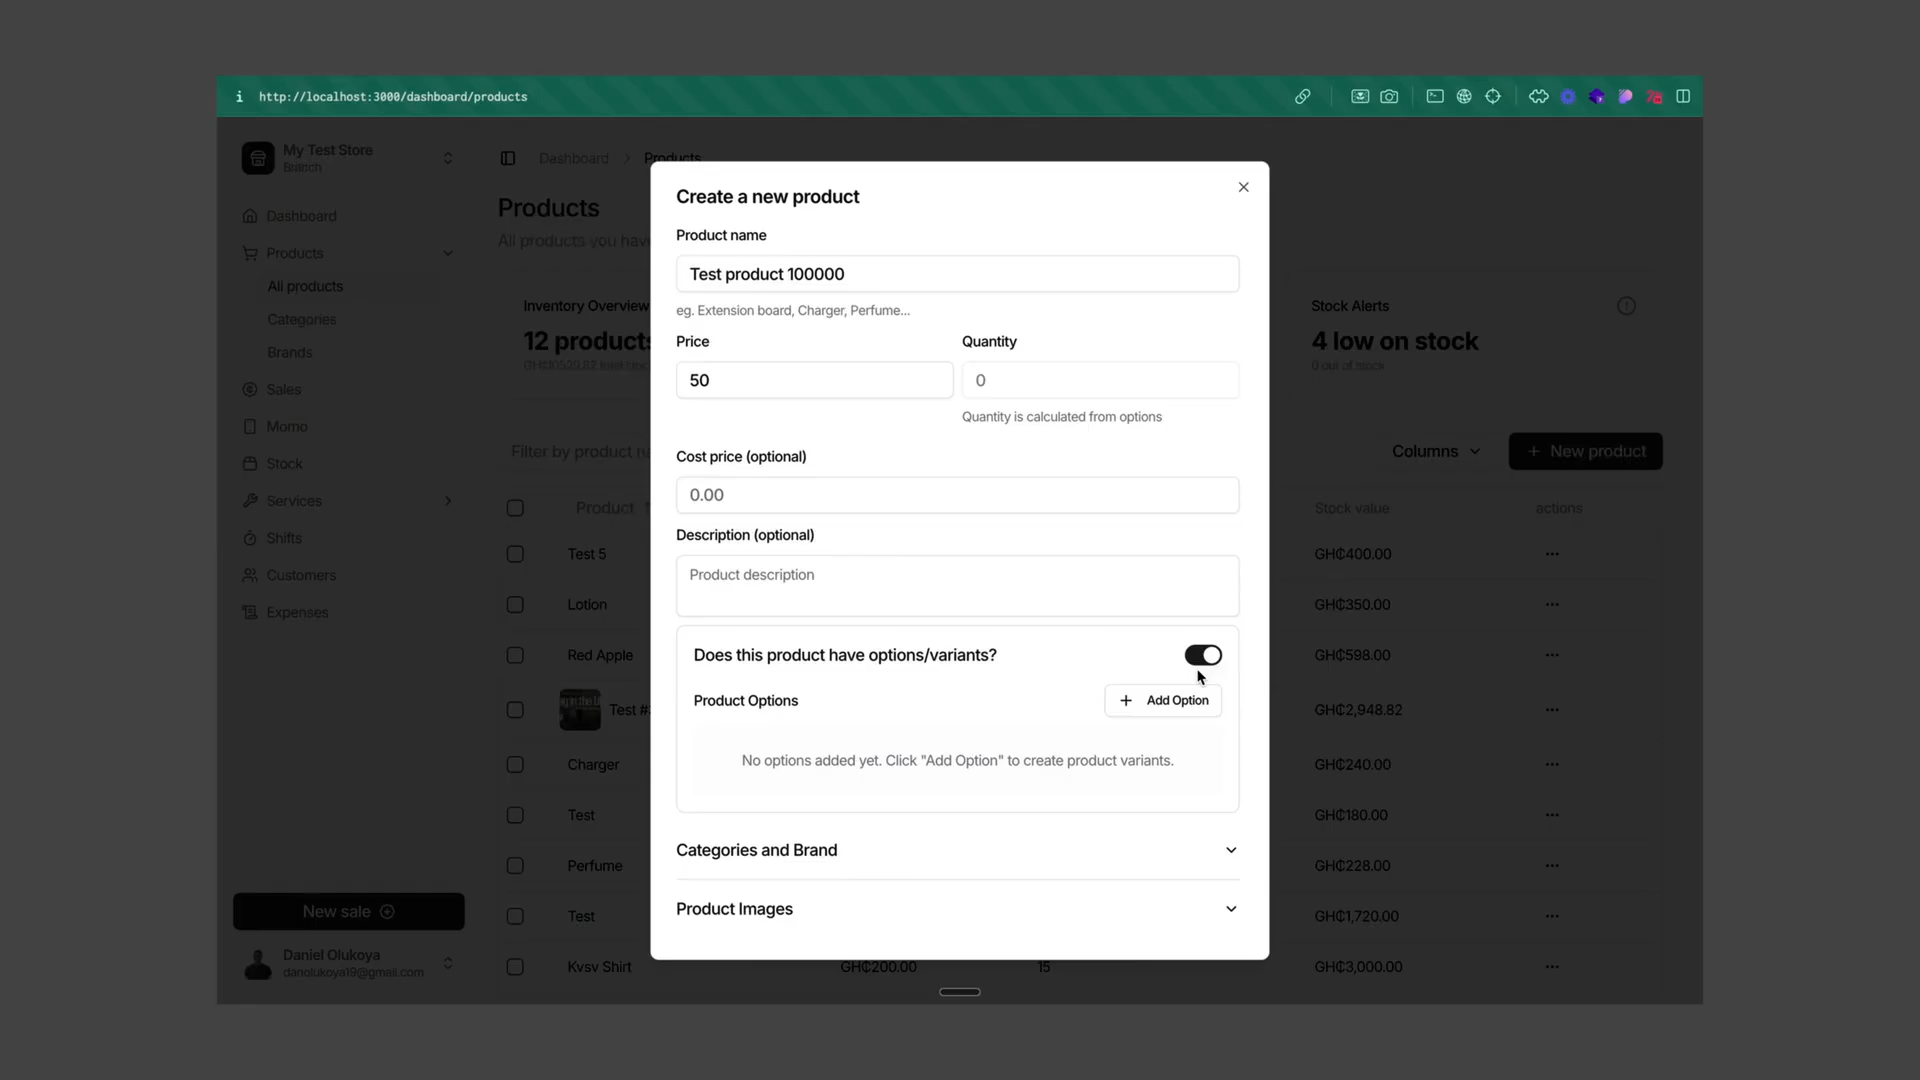 i http://localhost:3000/dashboard/products
My Test Store
Branch
Dashboard
Products
All products
Categories
Brands
Sales
Momo
Stock
Services
Shifts
Customers
Expenses
New sale
Daniel Olukoya
danolukoya19@gmail.com
Dashboard > Products
Products
All products you have
Inventory Overview
12 products
Stock Alerts
4 low on stock
0 out of stock
Filter by product
Columns
+ New product
Product
Stock value
actions
Test 5
GH₵400.00
Lotion
GH₵350.00
Red Apple
GH₵598.00
Test #
GH₵2,948.82
Charger
GH₵240.00
Test
GH₵180.00
Perfume
GH₵228.00
Test
GH₵1,720.00
Kvsv Shirt
GH₵200.00
15
GH₵3,000.00
Create a new product
Product name
Test product 100000
eg. Extension board, Charger, Perfume...
Price
Quantity
50
0
Quantity is calculated from options
Cost price (optional)
0.00
Description (optional)
Product description
Does this product have options/variants?
Product Options
+ Add Option
No options added yet. Click "Add Option" to create product variants.
Categories and Brand
Product Images